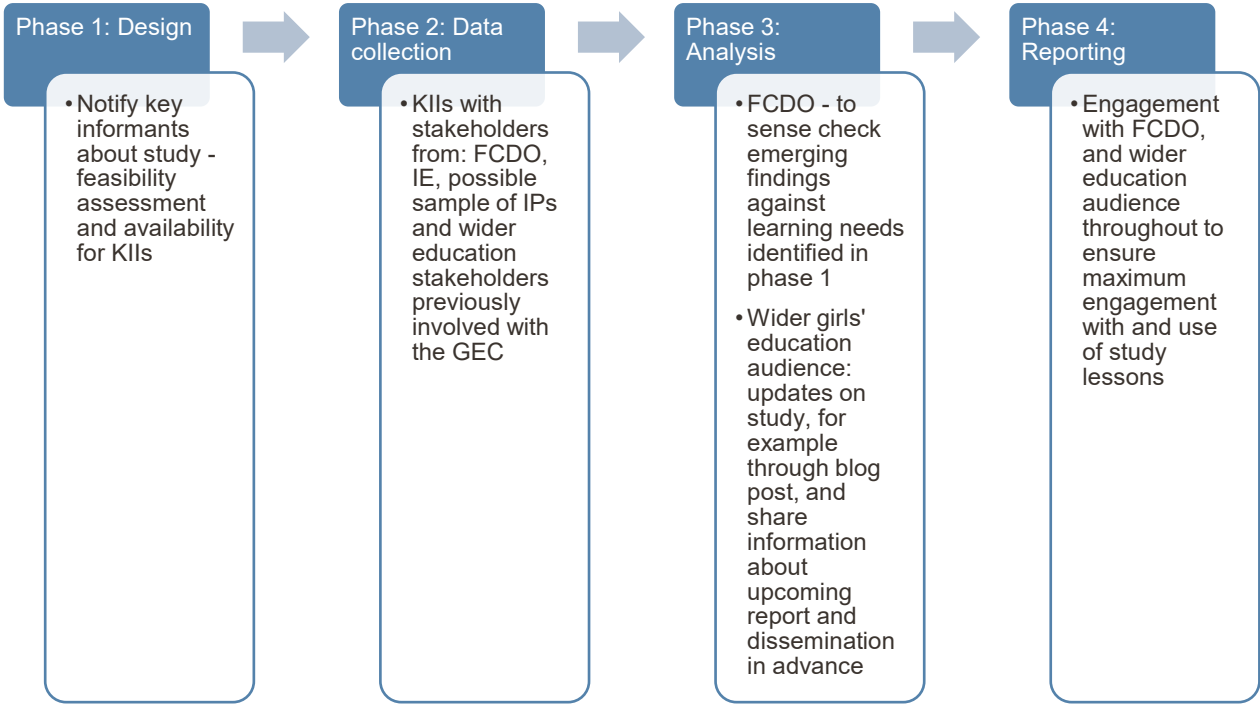 Phase 1: Design
• Notify key
informants
about study -
feasibility
assessment
and availability
for KIIs
Phase 2: Data
collection
• KIIs with
stakeholders
from: FCDO,
IE, possible
sample of IPs
and wider
education
stakeholders
previously
involved with
the GEC
Phase 3:
Analysis
• FCDO - to
sense check
emerging
findings
against
learning needs
identified in
phase 1
• Wider girls'
education
audience:
updates on
study, for
example
through blog
post, and
share
information
about
upcoming
report and
dissemination
in advance
Phase 4:
Reporting
• Engagement
with FCDO,
and wider
education
audience
throughout to
ensure
maximum
engagement
with and use
of study
lessons